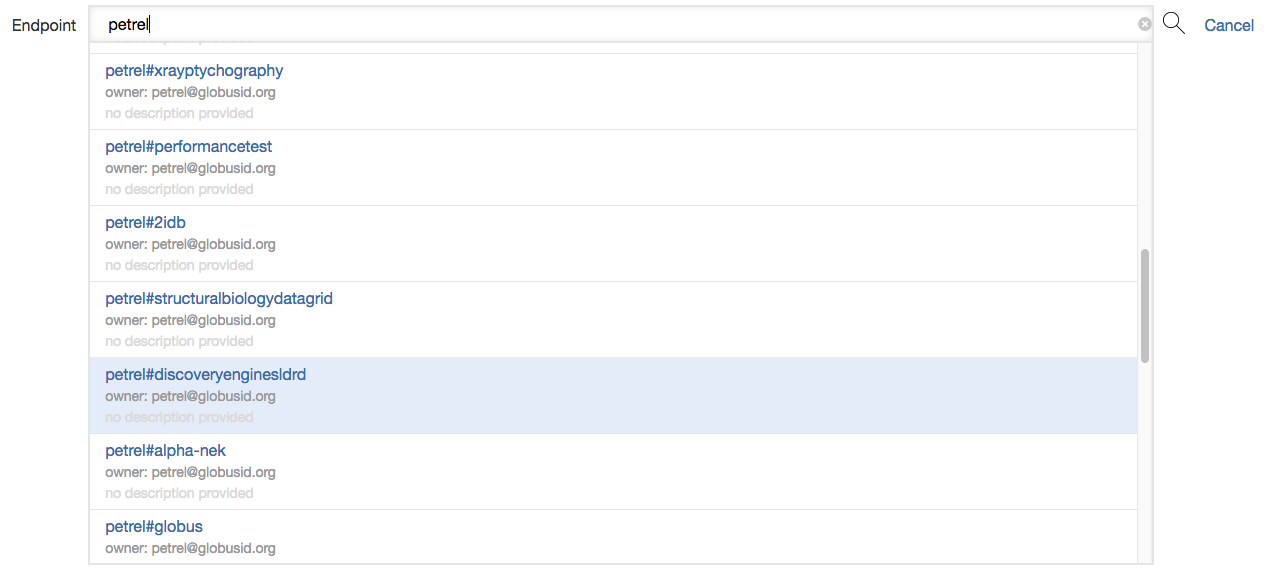 Endpoint petrel Cancel
petrel#xrayptychography
owner: petrel@globusid.org
no description provided
petrel#performancetest
owner: petrel@globusid.org
no description provided
petrel#2idb
owner: petrel@globusid.org
no description provided
petrel#structuralbiologydatagrid
owner: petrel@globusid.org
no description provided
petrel#discoveryenginesldrd
owner: petrel@globusid.org
no description provided
petrel#alpha-nek
owner: petrel@globusid.org
no description provided
petrel#globus
owner: petrel@globusid.org